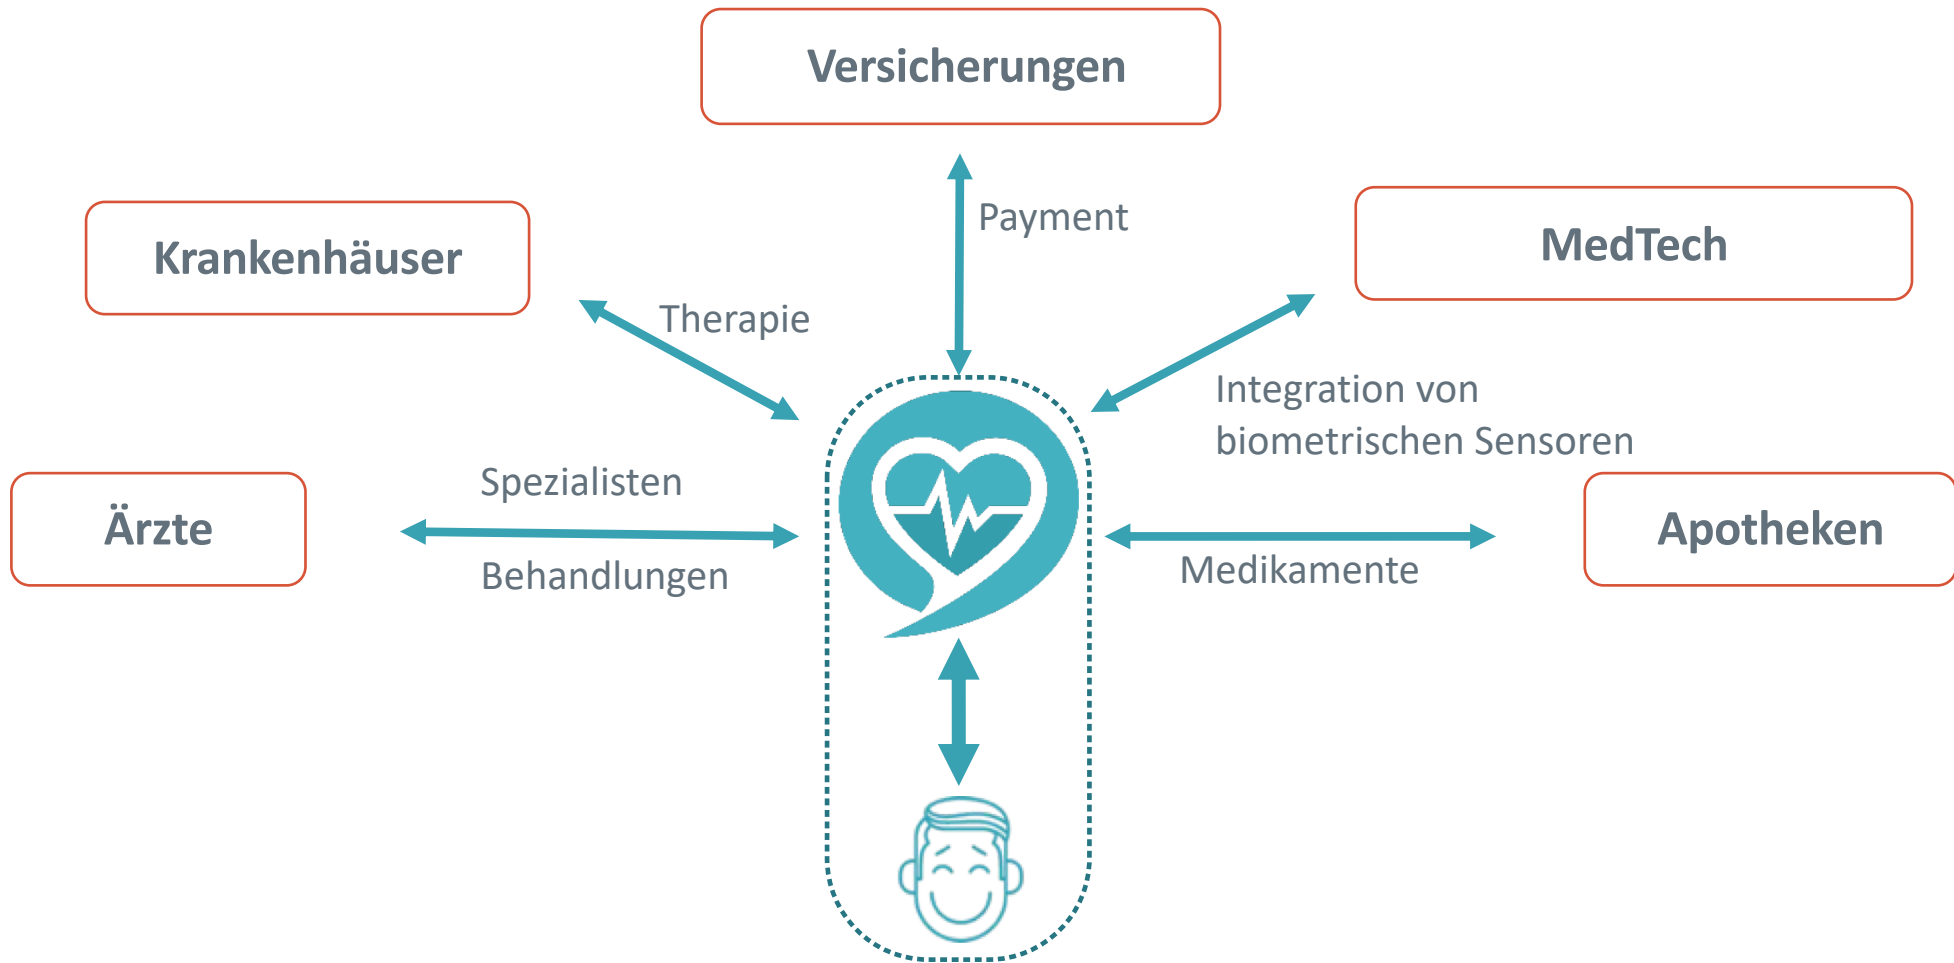 Versicherungen
Payment
Krankenhäuser
MedTech
Therapie
Integration von
biometrischen Sensoren
Ärzte
Spezialisten
Behandlungen
Apotheken
Medikamente